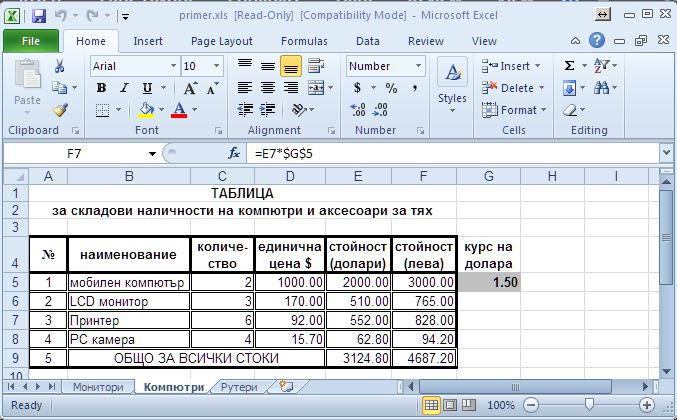 primer.xls [Read-Only] [Compatibility Mode] - Microsoft Excel
File Home Insert Page Layout Formulas Data Review View
Paste
Arial 10
B I U
A A
Number
$ % ,
Styles
Insert
Delete
Format
Σ
Clipboard Font Alignment Number Cells Editing
F7 fx =E7*$G$5
A B C D E F G H I
1 ТАБЛИЦА
2 за складови наличности на компютри и аксесоари за тях
3
4 № наименование количе-ство единична цена $ стойност (долари) стойност (лева) курс на долара
5 1 мобилен компютър 2 1000.00 2000.00 3000.00 1.50
6 2 LCD монитор 3 170.00 510.00 765.00
7 3 Принтер 6 92.00 552.00 828.00
8 4 PC камера 4 15.70 62.80 94.20
9 5 ОБЩО ЗА ВСИЧКИ СТОКИ 3124.80 4687.20
10
Монитори Компютри Рутери
Ready 100%